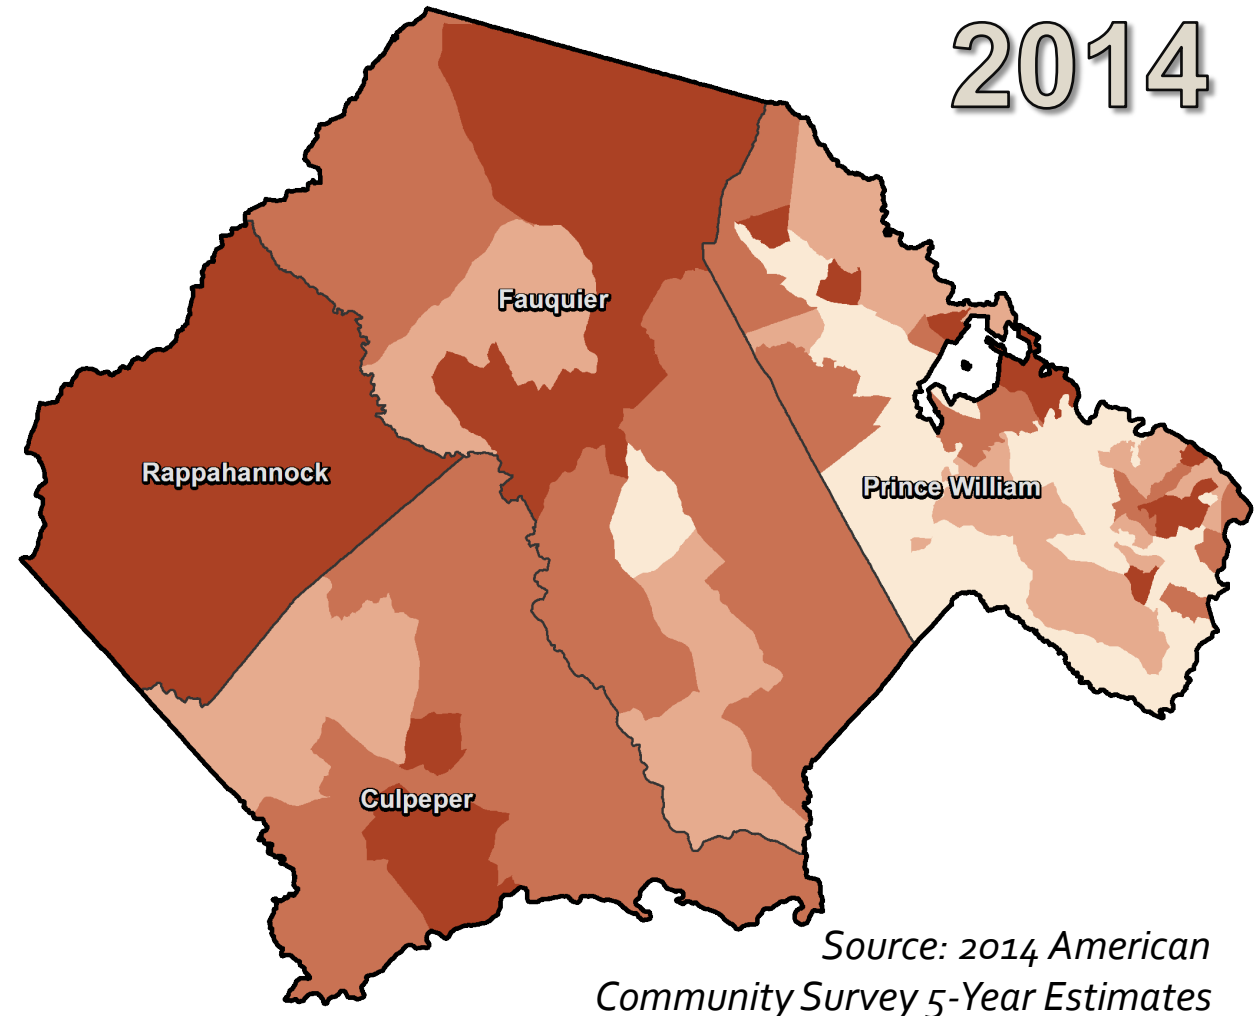 2014
Fauquier
Rappahannock
Prince William
Culpeper
Source: 2014 American
Community Survey 5-Year Estimates